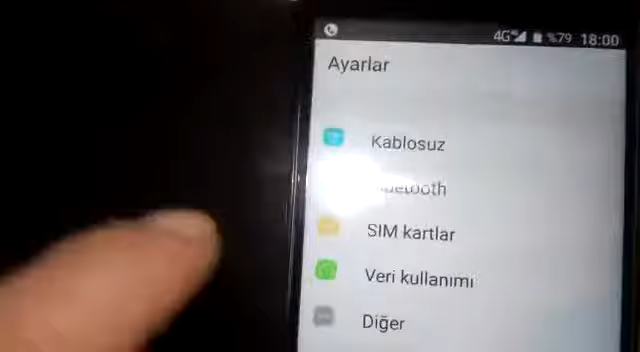 4G %79 18:00
Ayarlar
Kablosuz
SIM kartlar
Veri kullanımı
Diğer